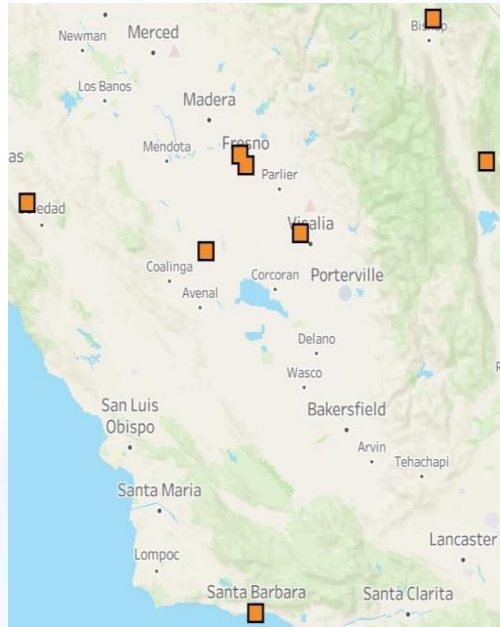 Newman
Merced
Los Banos
Madera
Mendota
Fresno
Parlier
as
edad
Visalia
Coalinga
Corcoran
Porterville
Avenal
Delano
Wasco
San Luis
Obispo
Bakersfield
Arvin
Tehachapi
Santa Maria
Lompoc
Lancaster
Santa Barbara
Santa Clarita